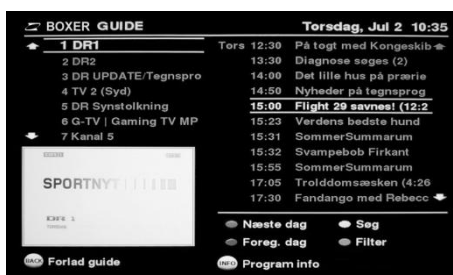 BOXER GUIDE Torsdag, Jul 2 10:35
1 DR1
2 DR2
3 DR UPDATE/Tegnspro
4 TV 2 (Syd)
5 DR Synstolkning
6 G-TV | Gaming TV MP
7 Kanal 5
Tors 12:30 På togt med Kongeskib
13:30 Diagnose søges (2)
14:00 Det lille hus på prærie
14:50 Nyheder på tegnsprog
15:00 Flight 29 savnes! (12:2
15:23 Verdens bedste hund
15:31 SommerSummarum
15:32 Svampebob Firkant
15:55 SommerSummarum
17:05 Trolddomsæsken (4:26
17:30 Fandango med Rebecc
SPORTNYT
DR 1
Næste dag Søg
Foreg. dag Filter
BACK Forlad guide INFO Program info